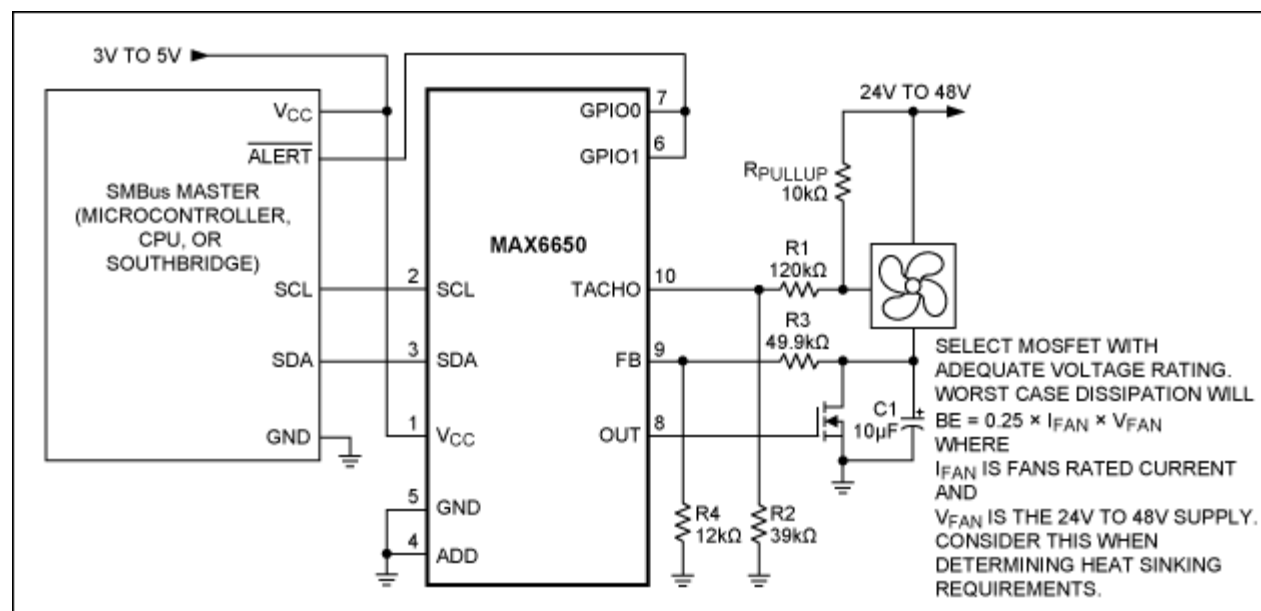 3V TO 5V
VCC
ALERT
SMBus MASTER
(MICROCONTROLLER,
CPU, OR
SOUTHBRIDGE)
SCL
SDA
GND
2
3
1
5
4
SCL
SDA
VCC
GND
ADD
MAX6650
GPIO0
GPIO1
TACHO
FB
OUT
7
6
10
9
8
24V TO 48V
RPULLUP
10kΩ
R1
120kΩ
R3
49.9kΩ
C1
10µF
+
R4
12kΩ
R2
39kΩ
SELECT MOSFET WITH
ADEQUATE VOLTAGE RATING.
WORST CASE DISSIPATION WILL
BE = 0.25 × IFAN × VFAN
WHERE
IFAN IS FANS RATED CURRENT
AND
VFAN IS THE 24V TO 48V SUPPLY.
CONSIDER THIS WHEN
DETERMINING HEAT SINKING
REQUIREMENTS.